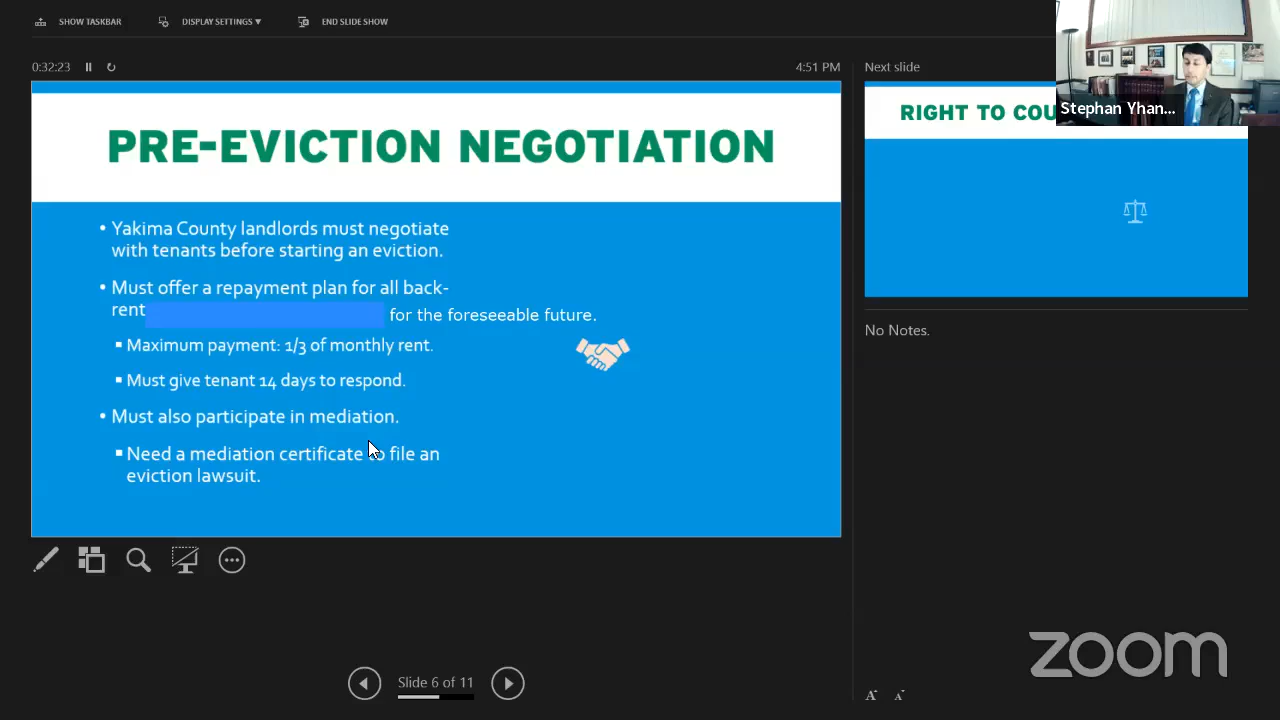 SHOW TASKBAR
DISPLAY SETTINGS ▼
END SLIDE SHOW
0:32:23
4:51 PM
Next slide
PRE-EVICTION NEGOTIATION
• Yakima County landlords must negotiate
with tenants before starting an eviction.
• Must offer a repayment plan for all back-
rent
for the foreseeable future.
▪ Maximum payment: 1/3 of monthly rent.
▪ Must give tenant 14 days to respond.
• Must also participate in mediation.
▪ Need a mediation certificate to file an
eviction lawsuit.
Stephan Yhan...
RIGHT TO COU
No Notes.
Slide 6 of 11
A A
zoom